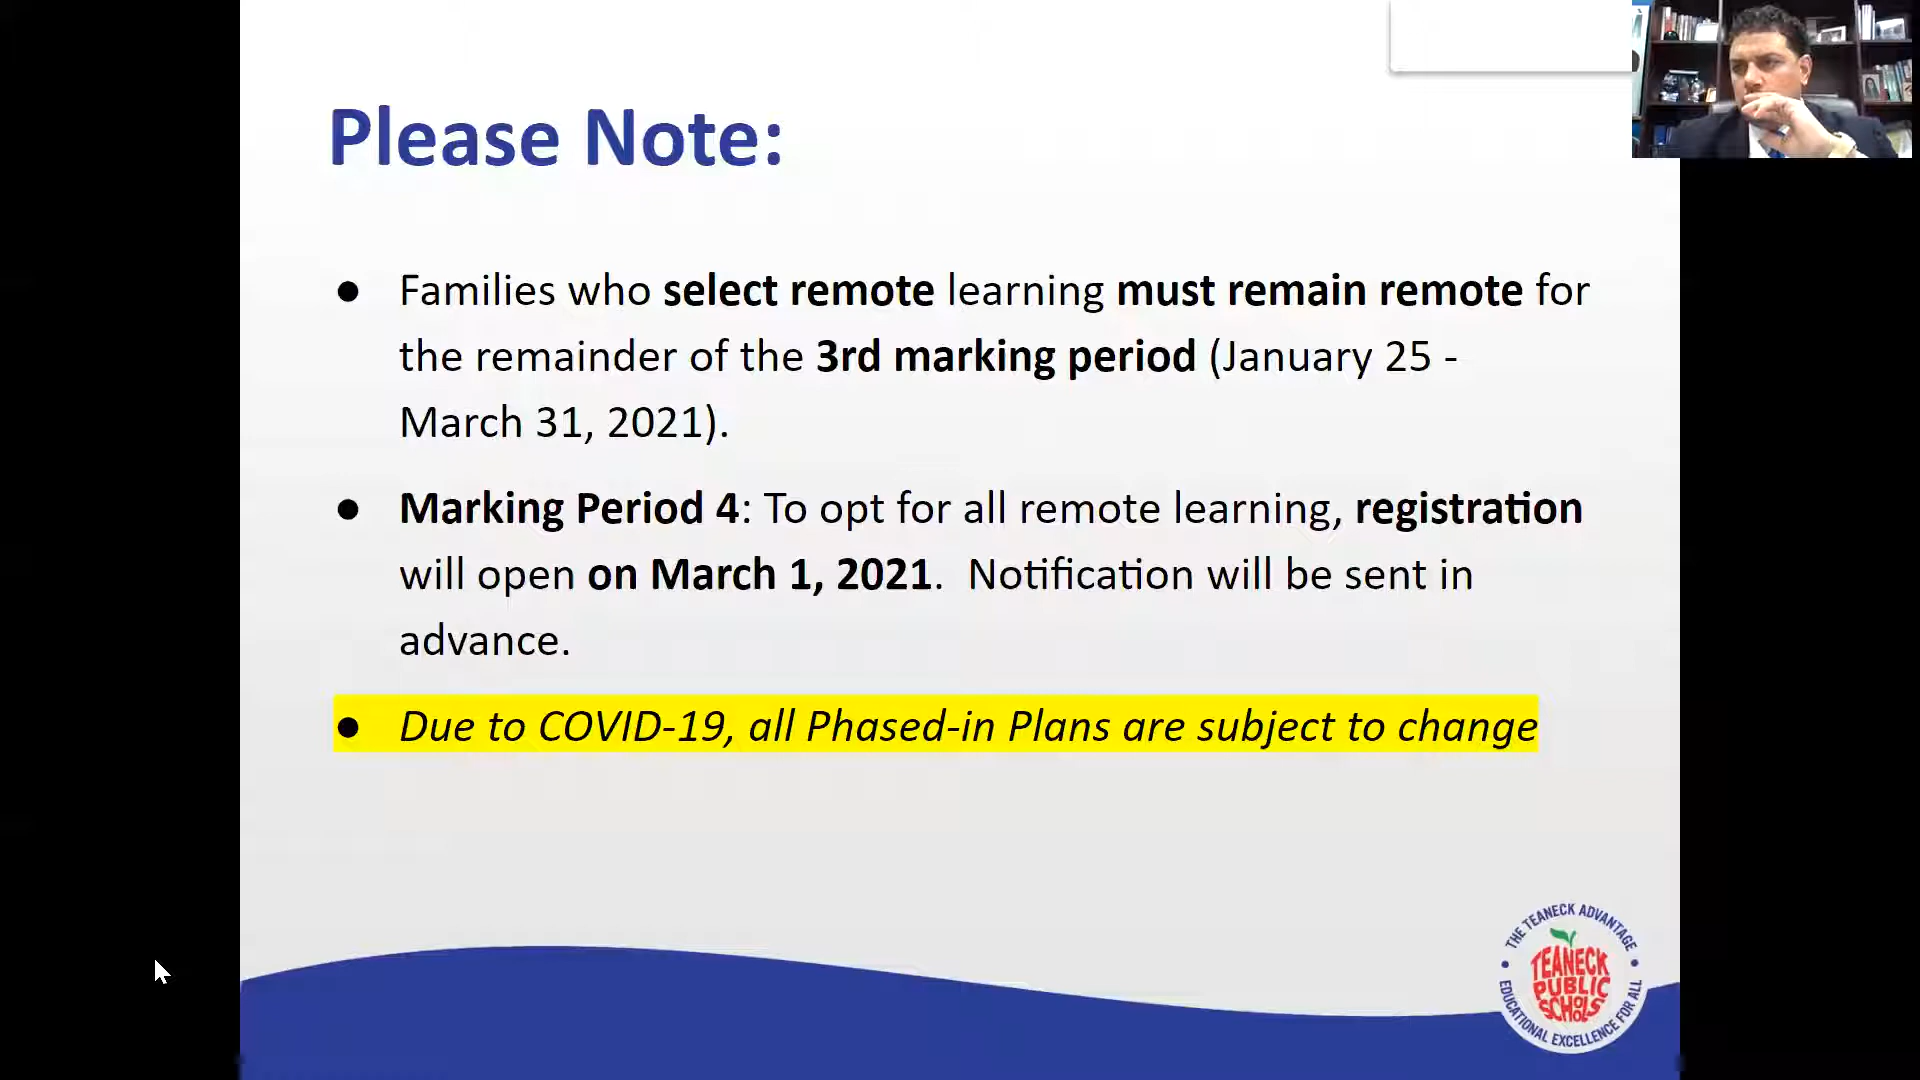 Please Note:
● Families who select remote learning must remain remote for
the remainder of the 3rd marking period (January 25 -
March 31, 2021).
● Marking Period 4: To opt for all remote learning, registration
will open on March 1, 2021. Notification will be sent in
advance.
● Due to COVID-19, all Phased-in Plans are subject to change
THE TEANECK ADVANTAGE
TEANECK
PUBLIC
SCHOOLS
EDUCATIONAL EXCELLENCE FOR ALL